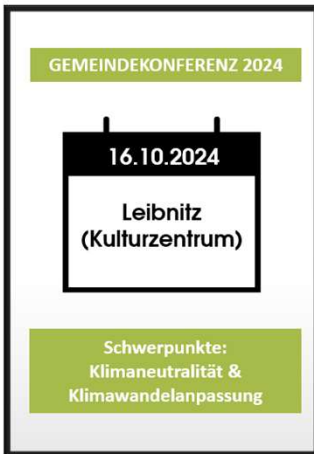 GEMEINDEKONFERENZ 2024
16.10.2024
Leibnitz
(Kulturzentrum)
Schwerpunkte:
Klimaneutralität &
Klimawandelanpassung